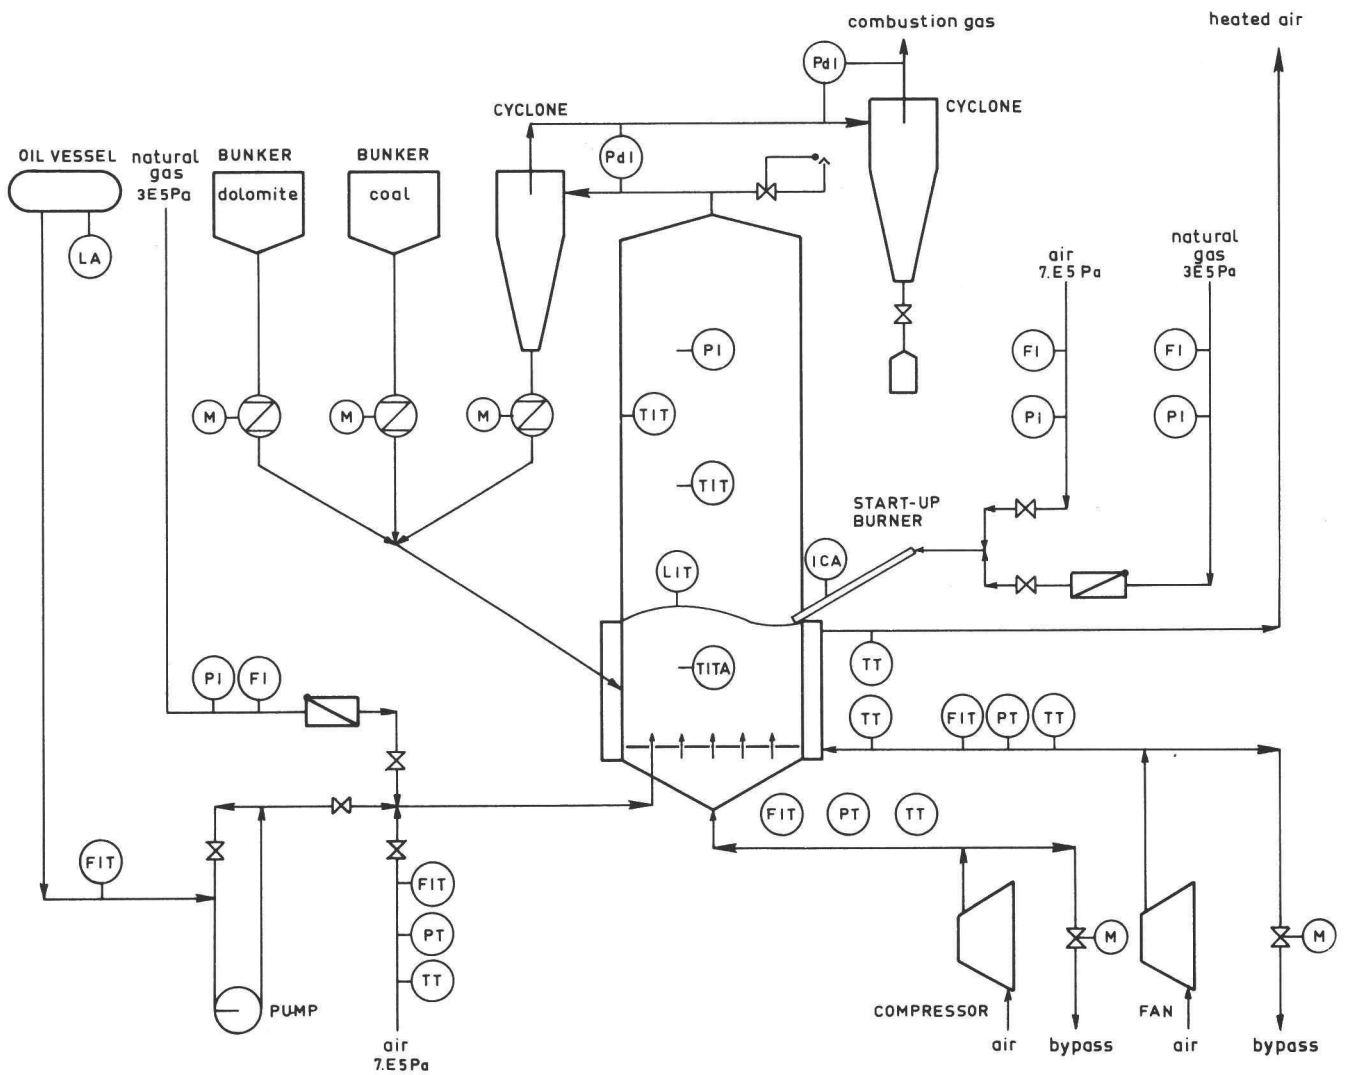 combustion gas
heated air
PdI
CYCLONE
CYCLONE
OIL VESSEL
natural
gas
3E5Pa
BUNKER
dolomite
BUNKER
coal
PdI
LA
air
7.E5Pa
natural
gas
3E5Pa
PI
FI
FI
M
M
M
TIT
PI
PI
TIT
START-UP
BURNER
LIT
ICA
PI
FI
TITA
TT
TT
FIT
PT
TT
FIT
PT
TT
FIT
FIT
PT
TT
M
M
PUMP
COMPRESSOR
FAN
air
7.E5Pa
air
bypass
air
bypass